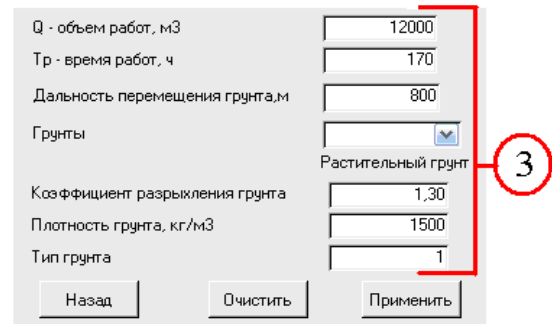 Q - объем работ, м3 12000
Тр - время работ, ч 170
Дальность перемещения грунта,м 800
Грунты
Растительный грунт
3
Коэффициент разрыхления грунта 1,30
Плотность грунта, кг/м3 1500
Тип грунта 1
Назад Очистить Применить